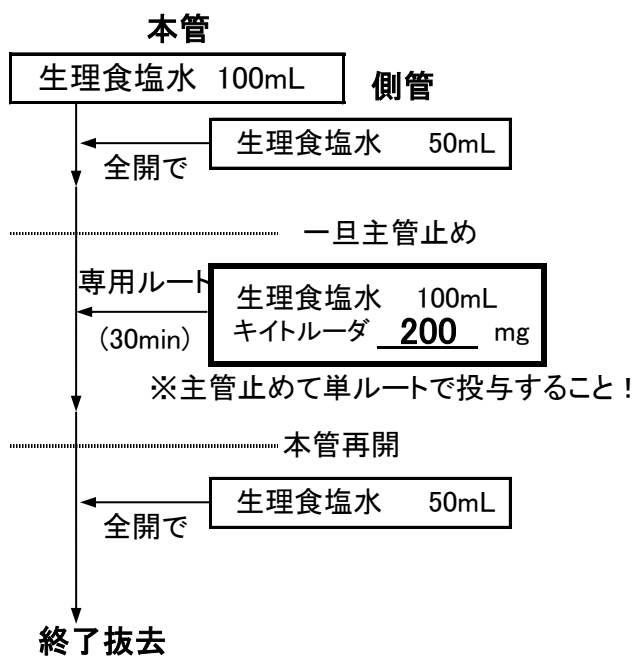 本管
生理食塩水 100mL
側管
生理食塩水 50mL
全開で
一旦主管止め
専用ルート
(30min)
生理食塩水 100mL
キイトルーダ 200 mg
※主管止めて単ルートで投与すること!
本管再開
生理食塩水 50mL
全開で
終了抜去